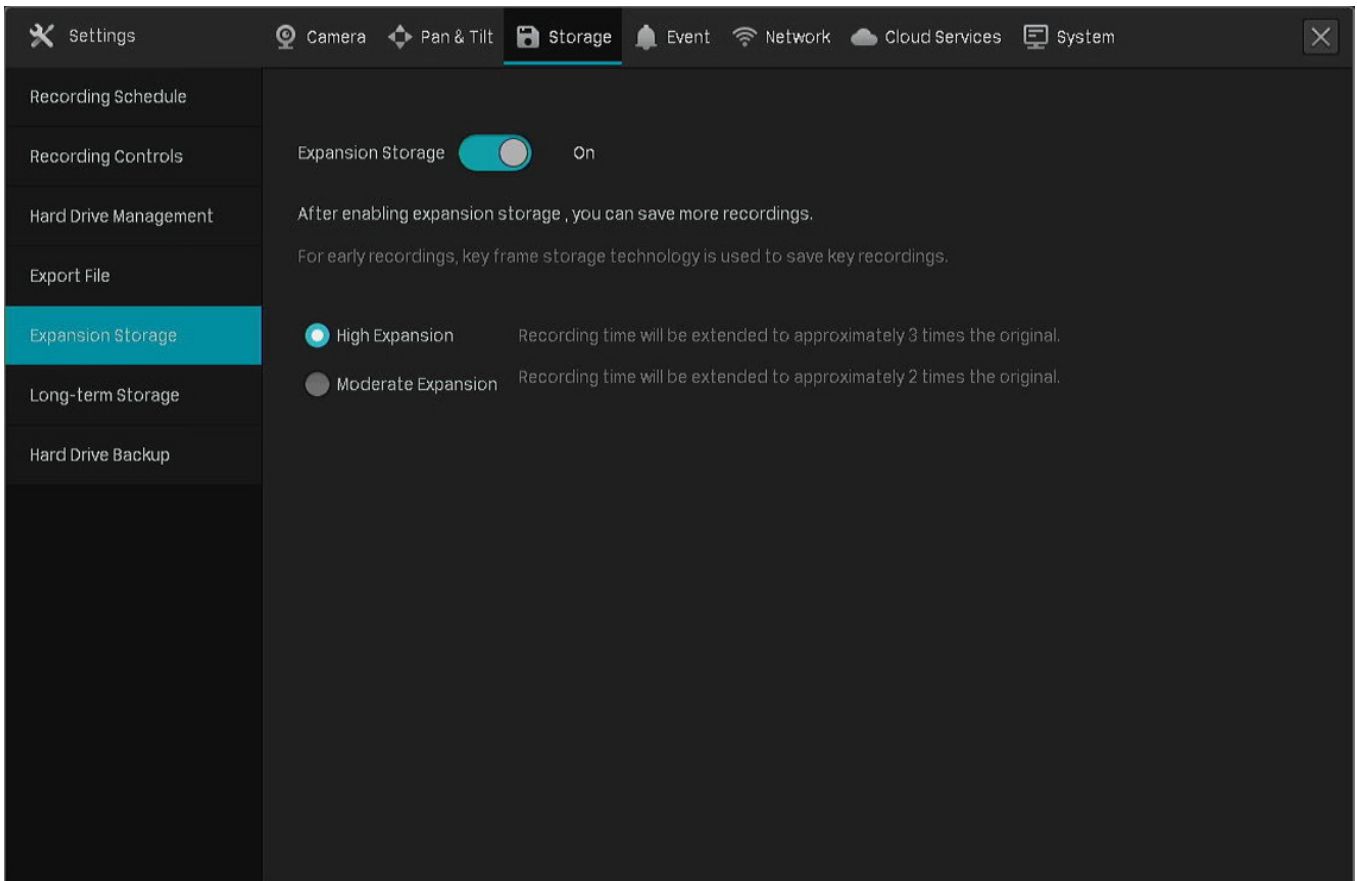 Settings Camera Pan & Tilt Storage Event Network Cloud Services System
Recording Schedule
Recording Controls
Hard Drive Management
Export File
Expansion Storage
Long-term Storage
Hard Drive Backup
Expansion Storage On
After enabling expansion storage , you can save more recordings.
For early recordings, key frame storage technology is used to save key recordings.
High Expansion Recording time will be extended to approximately 3 times the original.
Moderate Expansion Recording time will be extended to approximately 2 times the original.